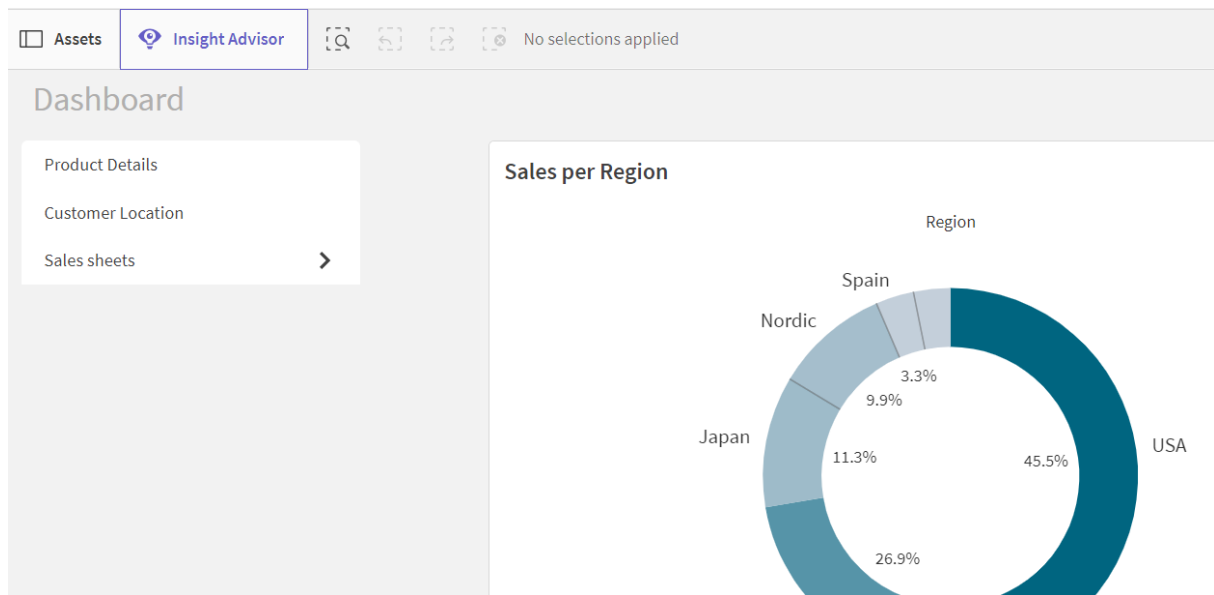 Assets Insight Advisor No selections applied
Dashboard
Product Details
Customer Location
Sales sheets
Sales per Region
Region
Spain
Nordic
3.3%
9.9%
Japan
USA
11.3%
45.5%
26.9%